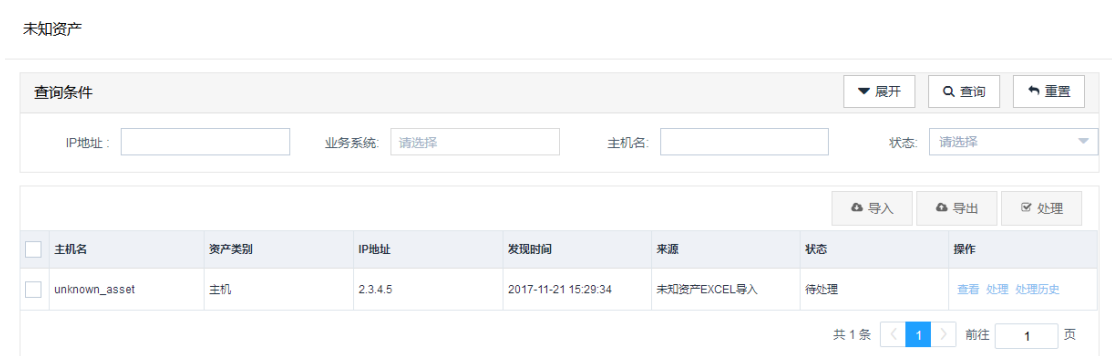 未知资产
查询条件 展开 查询 重置
IP地址 : 业务系统: 请选择 主机名: 状态: 请选择
导入 导出 处理
主机名 资产类别 IP地址 发现时间 来源 状态 操作
unknown_asset 主机 2.3.4.5 2017-11-21 15:29:34 未知资产EXCEL导入 待处理 查看 处理 处理历史
共 1 条 1 前往 1 页